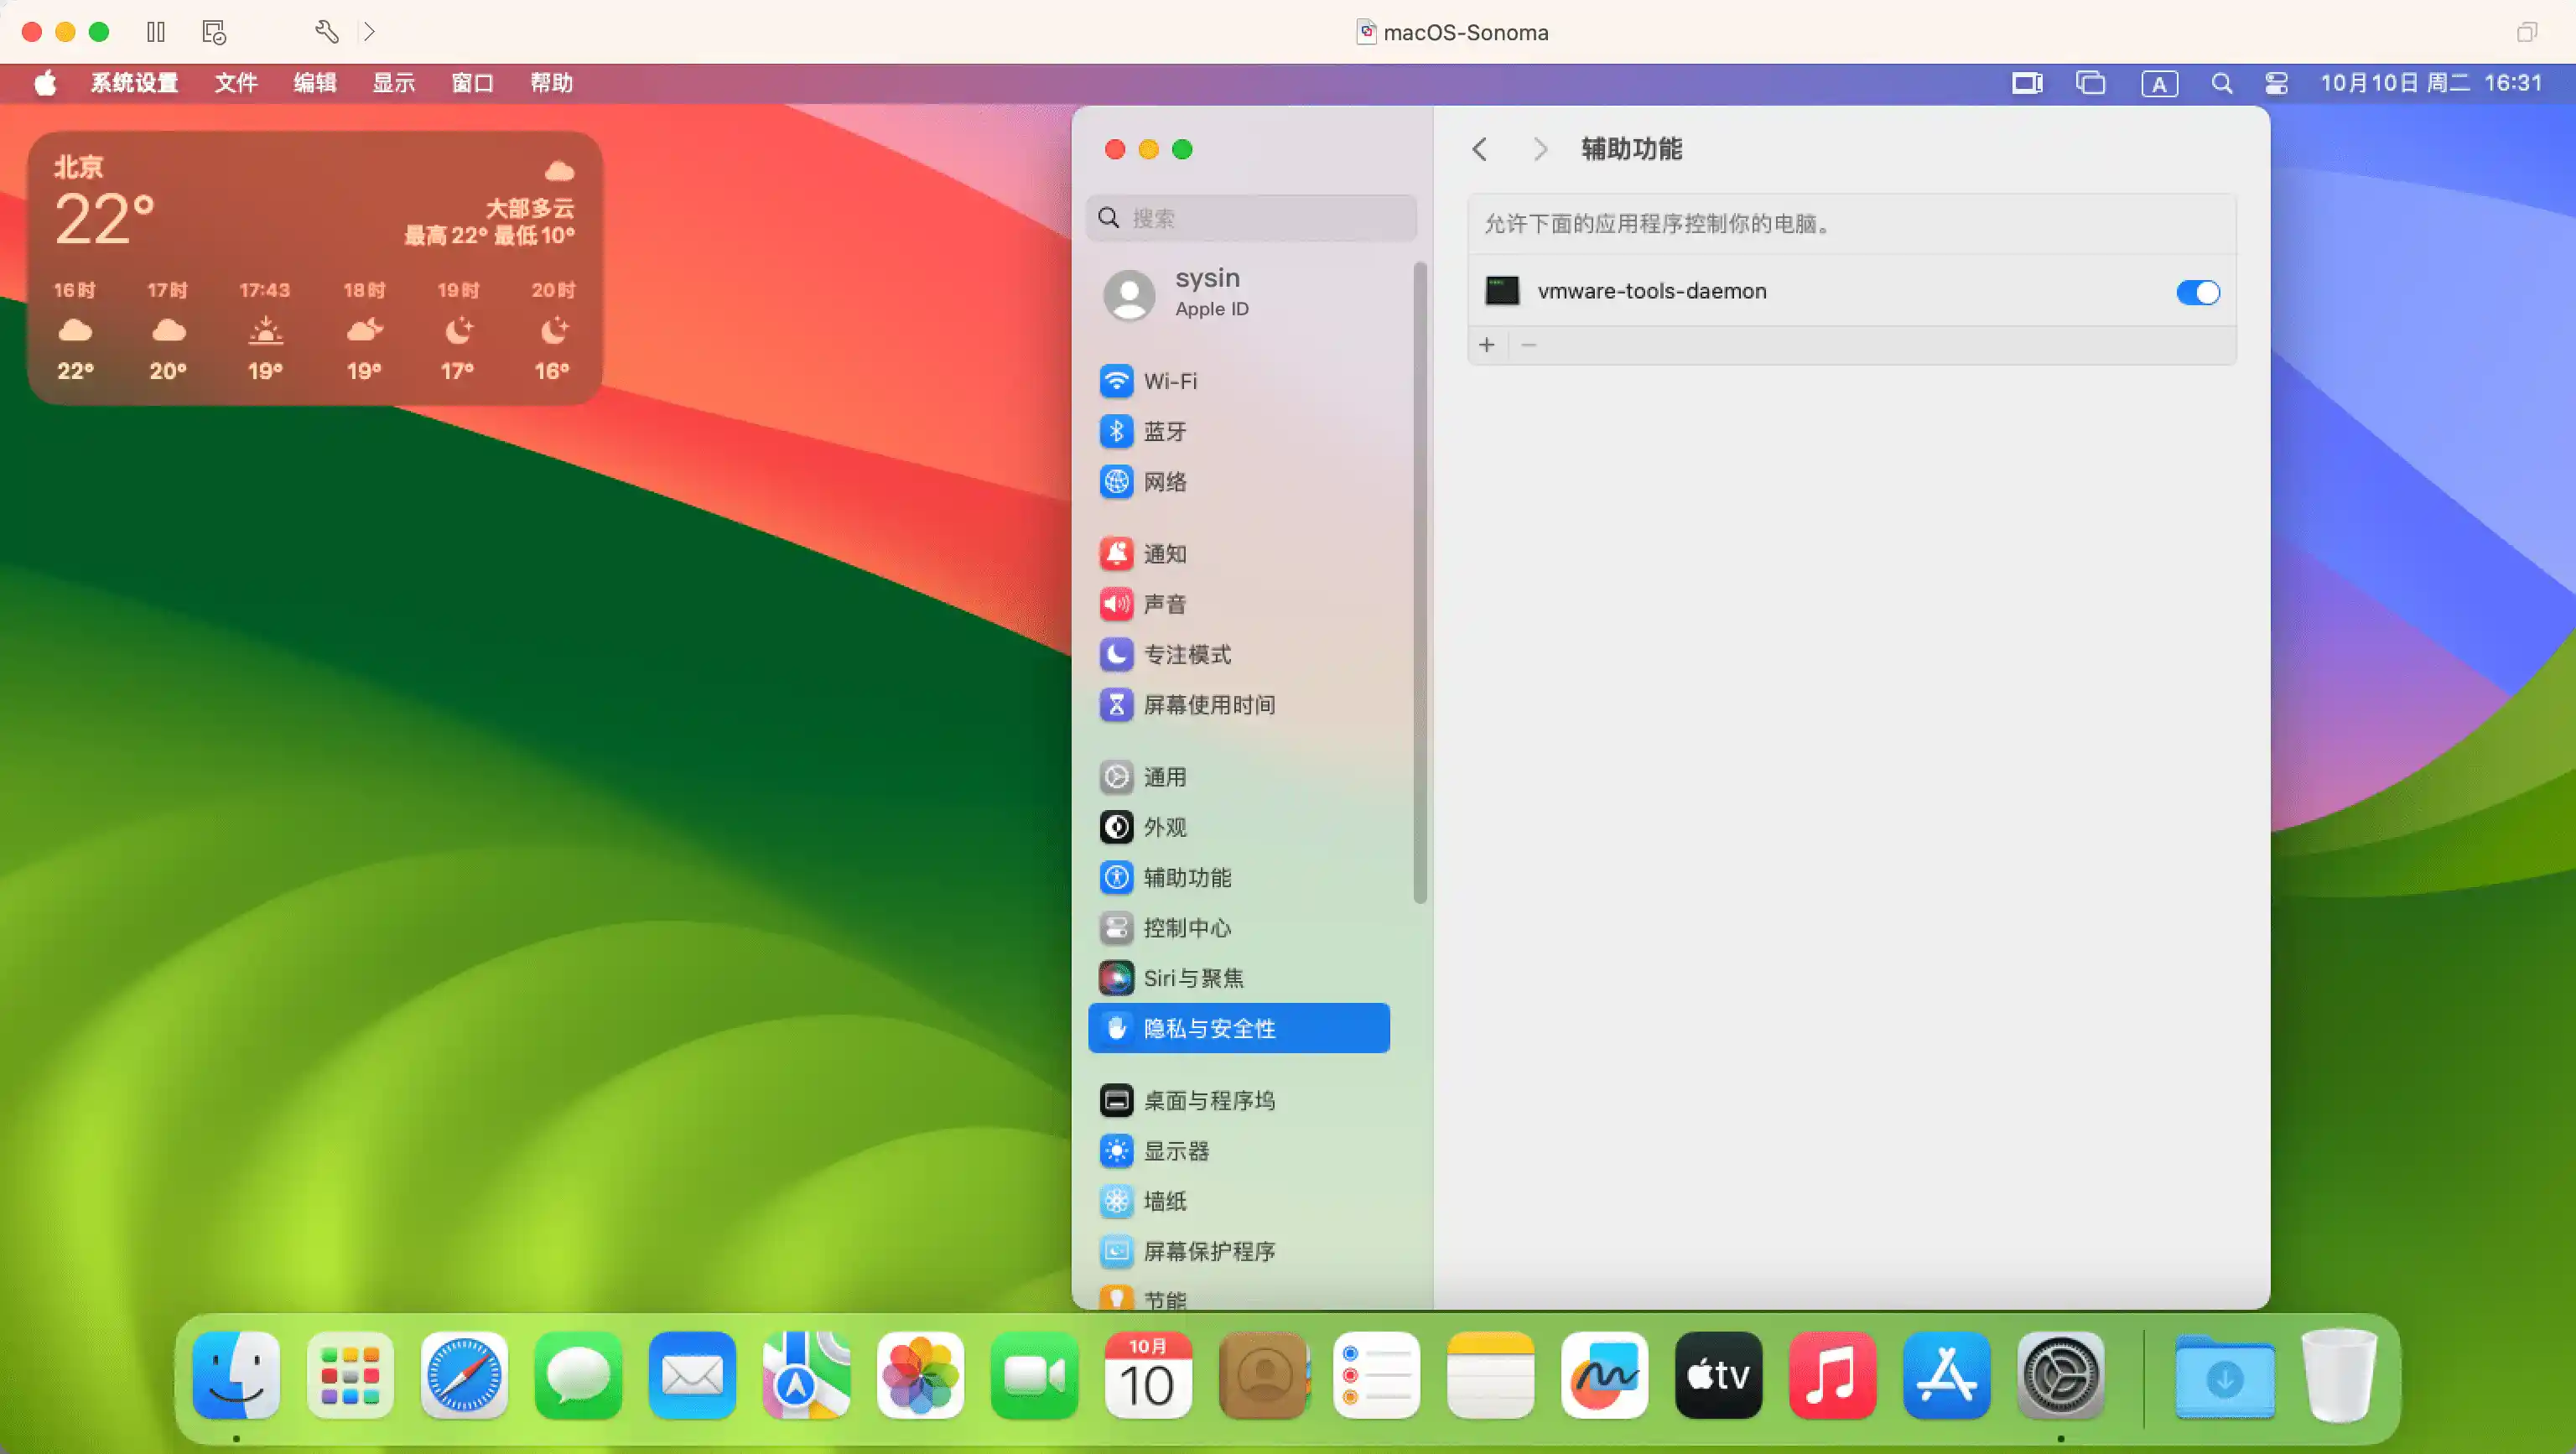 macOS-Sonoma
系统设置 文件 编辑 显示 窗口 帮助
A
10月10日 周二 16:31
北京
22°
大部多云
最高22° 最低10°
16时 17时 17:43 18时 19时 20时
22° 20° 19° 19° 17° 16°
搜索
sysin
Apple ID
Wi-Fi
蓝牙
网络
通知
声音
专注模式
屏幕使用时间
通用
外观
辅助功能
控制中心
Siri与聚焦
隐私与安全性
桌面与程序坞
显示器
墙纸
屏幕保护程序
节能
辅助功能
允许下面的应用程序控制你的电脑。
vmware-tools-daemon
10月
10
tv